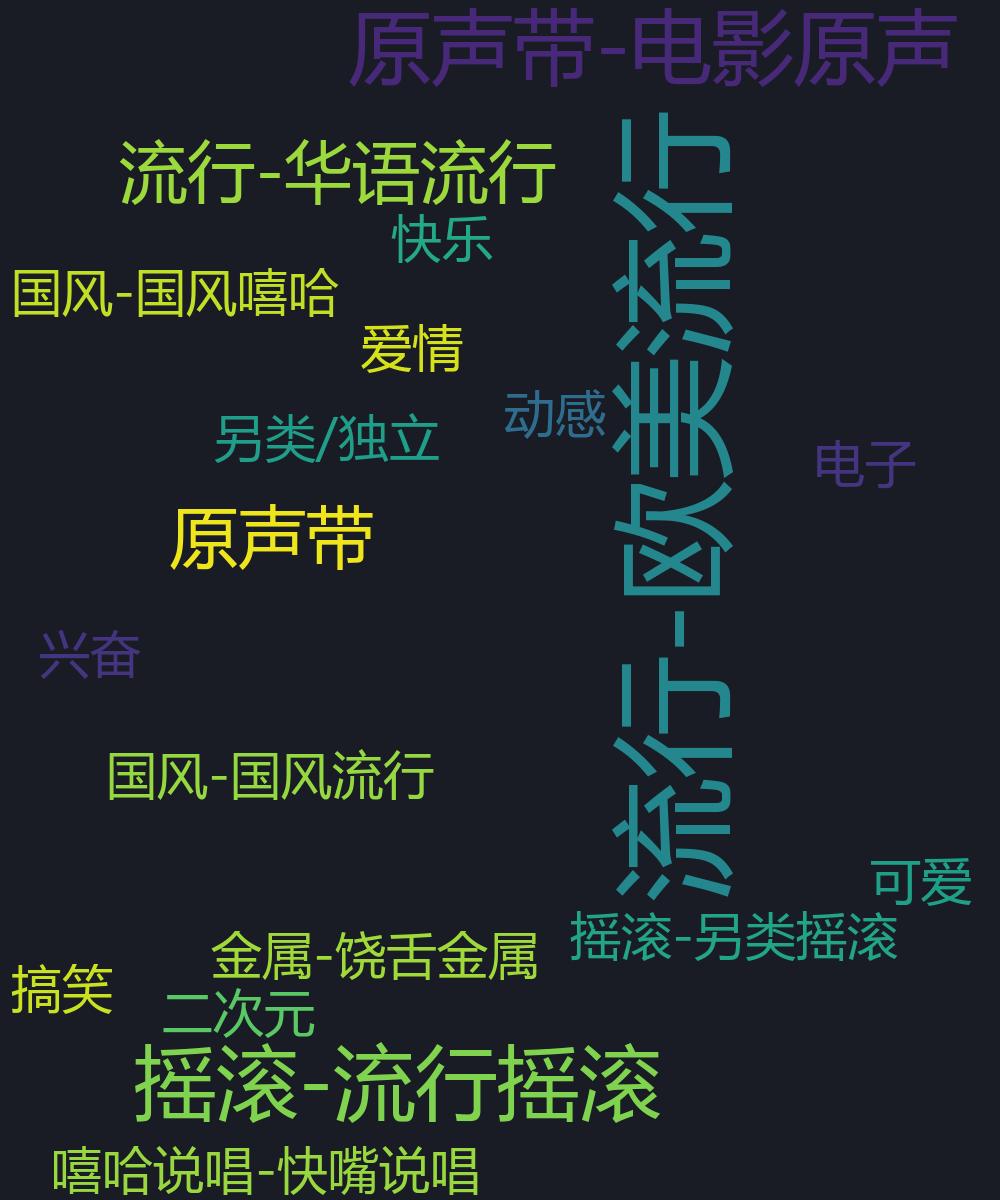 原声带-电影原声
流行-华语流行
快乐
国风-国风嘻哈
爱情
动感
另类/独立
电子
原声带
流行-欧美流行
兴奋
国风-国风流行
可爱
摇滚-另类摇滚
金属-饶舌金属
搞笑
二次元
摇滚-流行摇滚
嘻哈说唱-快嘴说唱